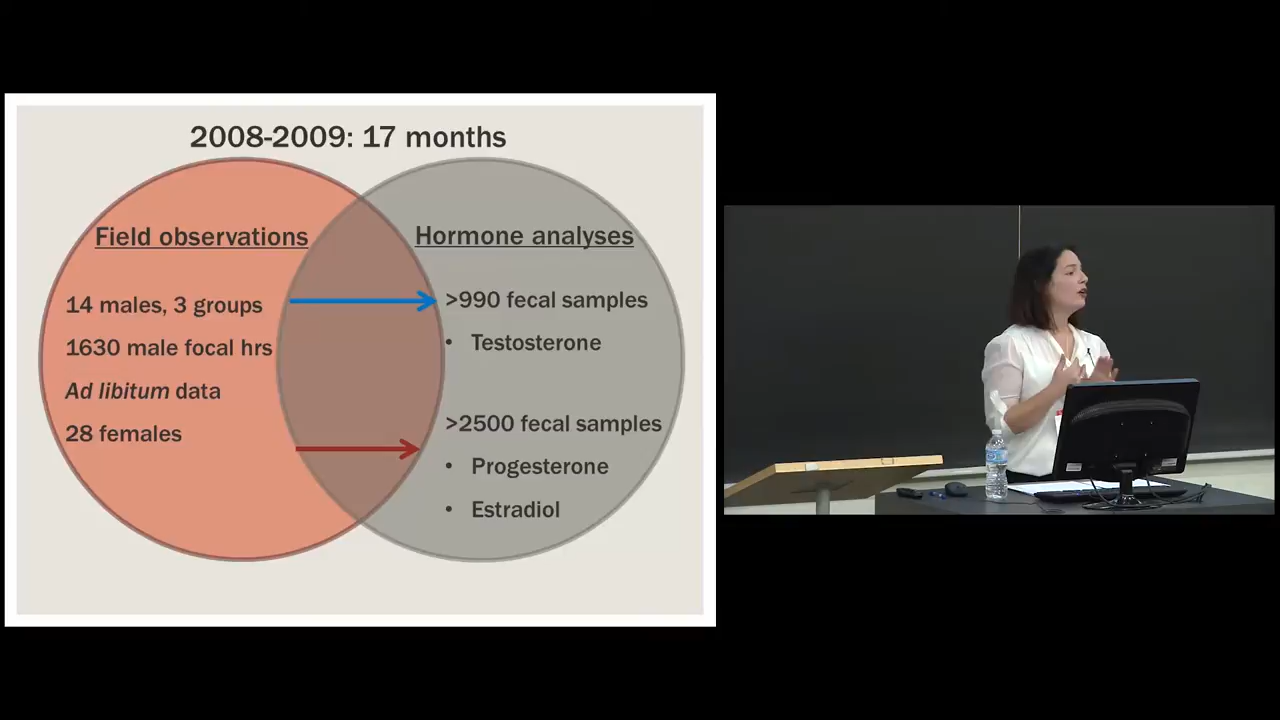 2008-2009: 17 months
Field observations
14 males, 3 groups
1630 male focal hrs
Ad libitum data
28 females
Hormone analyses
>990 fecal samples
• Testosterone
>2500 fecal samples
• Progesterone
• Estradiol